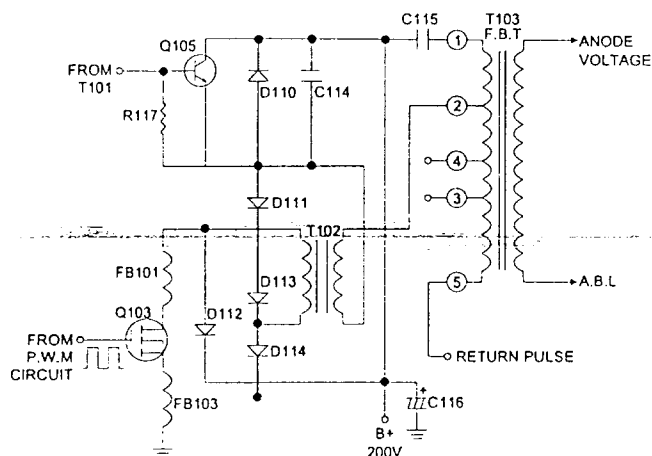 C115
T103
F.B.T
1
ANODE
VOLTAGE
Q105
FROM
T101
D110
C114
R117
2
4
3
D111
T102
FB101
D113
Q103
D112
5
A.B.L
FROM
P.W.M
CIRCUIT
D114
RETURN PULSE
FB103
+
C116
B+
200V